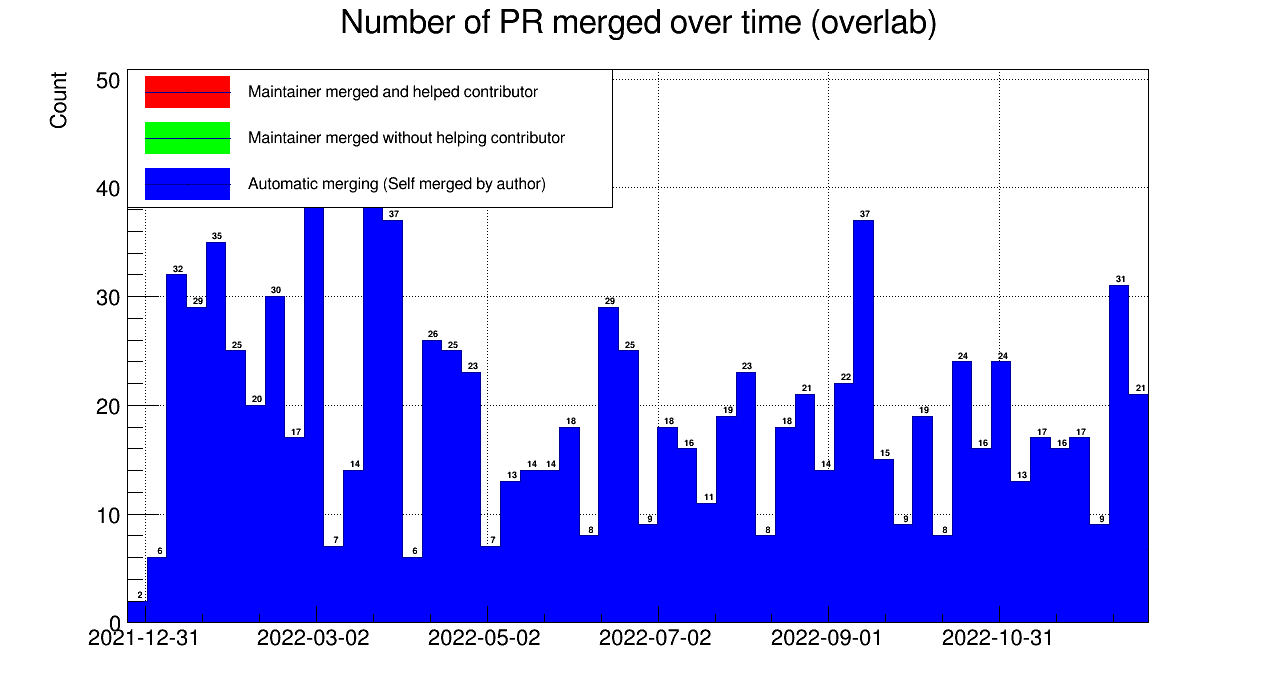 Number of PR merged over time (overlab)
Count
50
40
30
20
10
0
Maintainer merged and helped contributor
Maintainer merged without helping contributor
Automatic merging (Self merged by author)
2 6 32 29 35 25 20 30 17 7 14 37 6 26 25 23 7 13 14 14 18 8 29 25 9 18 16 11 19 23 8 18 21 14 22 37 15 9 19 8 24 16 24 13 17 16 17 9 31 21
2021-12-31 2022-03-02 2022-05-02 2022-07-02 2022-09-01 2022-10-31